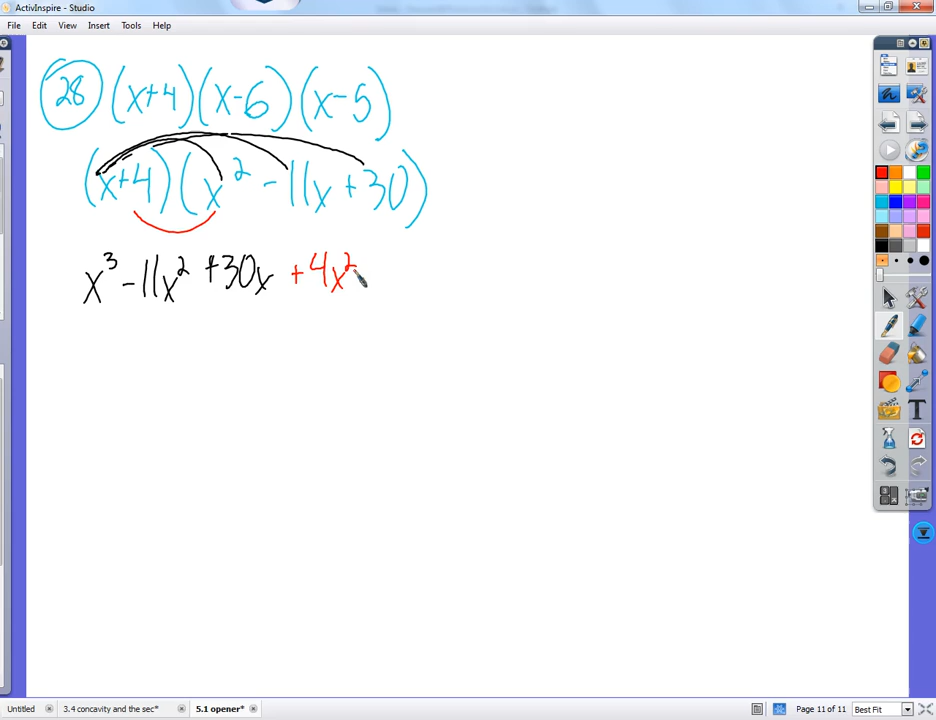 ActivInspire - Studio
File Edit View Insert Tools Help
28 (x+4)(x-6)(x-5)
(x+4)(x² -11x+30)
x³ -11x² +30x +4x²
Untitled 3.4 concavity and the sec* 5.1 opener* Page 11 of 11 Best Fit